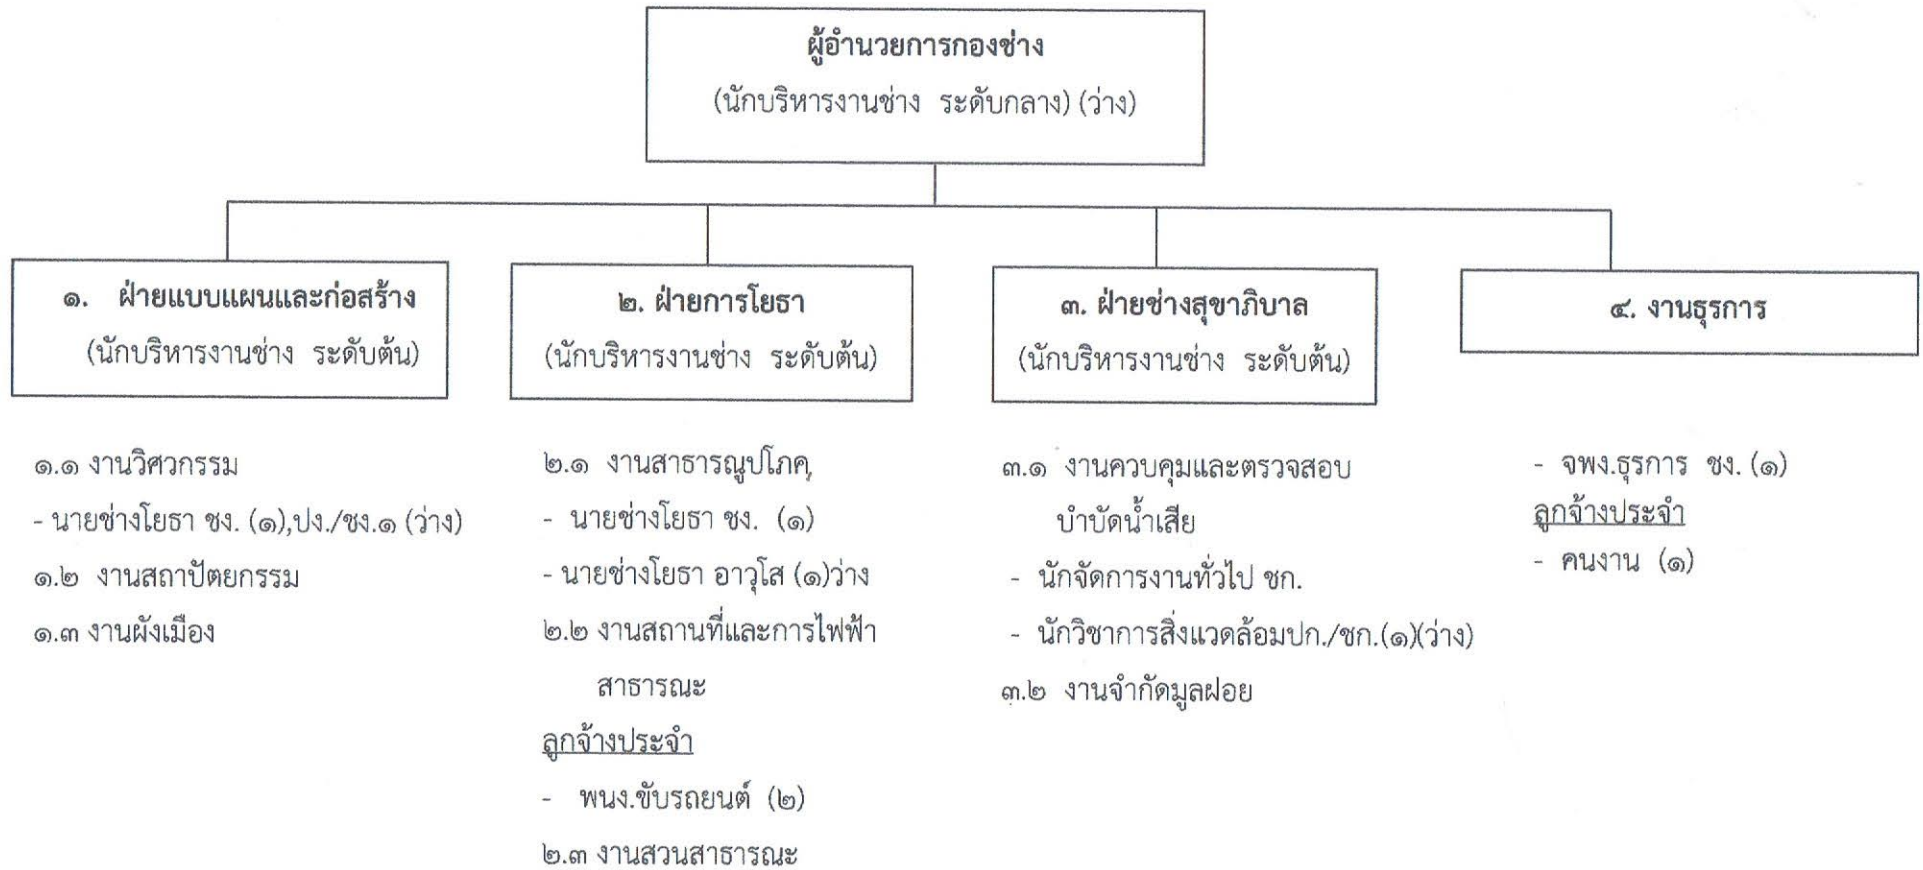 ผู้อำนวยการกองช่าง
(นักบริหารงานช่าง ระดับกลาง) (ว่าง)
๑. ฝ่ายแบบแผนและก่อสร้าง
(นักบริหารงานช่าง ระดับต้น)
๒. ฝ่ายการโยธา
(นักบริหารงานช่าง ระดับต้น)
๓. ฝ่ายช่างสุขาภิบาล
(นักบริหารงานช่าง ระดับต้น)
๔. งานธุรการ
๑.๑ งานวิศวกรรม
- นายช่างโยธา ชง. (๑),ปง./ชง.๑ (ว่าง)
๑.๒ งานสถาปัตยกรรม
๑.๓ งานผังเมือง
๒.๑ งานสาธารณูปโภค
- นายช่างโยธา ชง. (๑)
- นายช่างโยธา อาวุโส (๑)ว่าง
๒.๒ งานสถานที่และการไฟฟ้า
สาธารณะ
ลูกจ้างประจำ
- พนง.ขับรถยนต์ (๒)
๒.๓ งานสวนสาธารณะ
๓.๑ งานควบคุมและตรวจสอบ
บำบัดน้ำเสีย
- นักจัดการงานทั่วไป ชก.
- นักวิชาการสิ่งแวดล้อมปก./ชก.(๑)(ว่าง)
๓.๒ งานจำกัดมูลฝอย
- จพง.ธุรการ ชง. (๑)
ลูกจ้างประจำ
- คนงาน (๑)